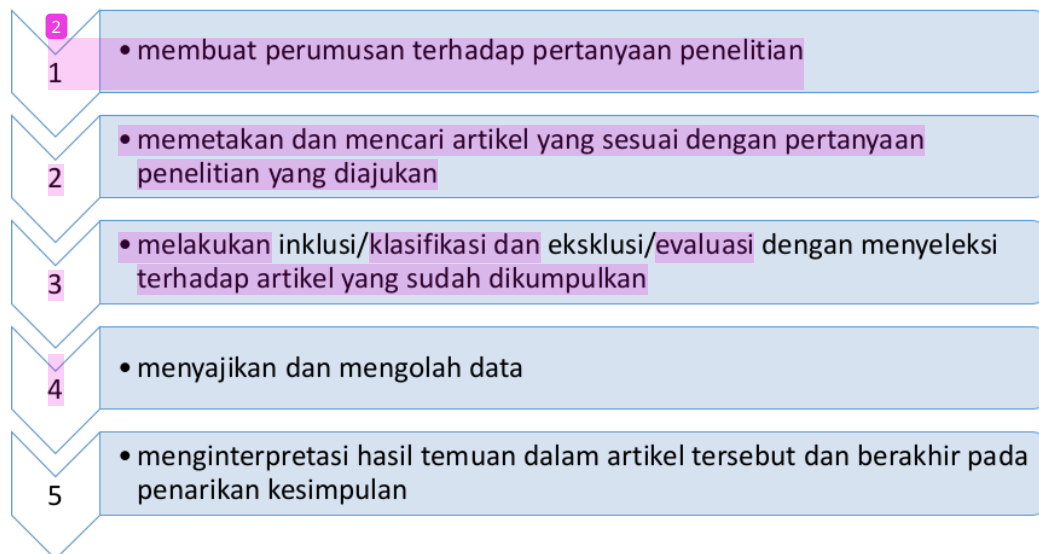 2
1
• membuat perumusan terhadap pertanyaan penelitian
2
• memetakan dan mencari artikel yang sesuai dengan pertanyaan
penelitian yang diajukan
3
• melakukan inklusi/klasifikasi dan eksklusi/evaluasi dengan menyeleksi
terhadap artikel yang sudah dikumpulkan
4
• menyajikan dan mengolah data
5
• menginterpretasi hasil temuan dalam artikel tersebut dan berakhir pada
penarikan kesimpulan